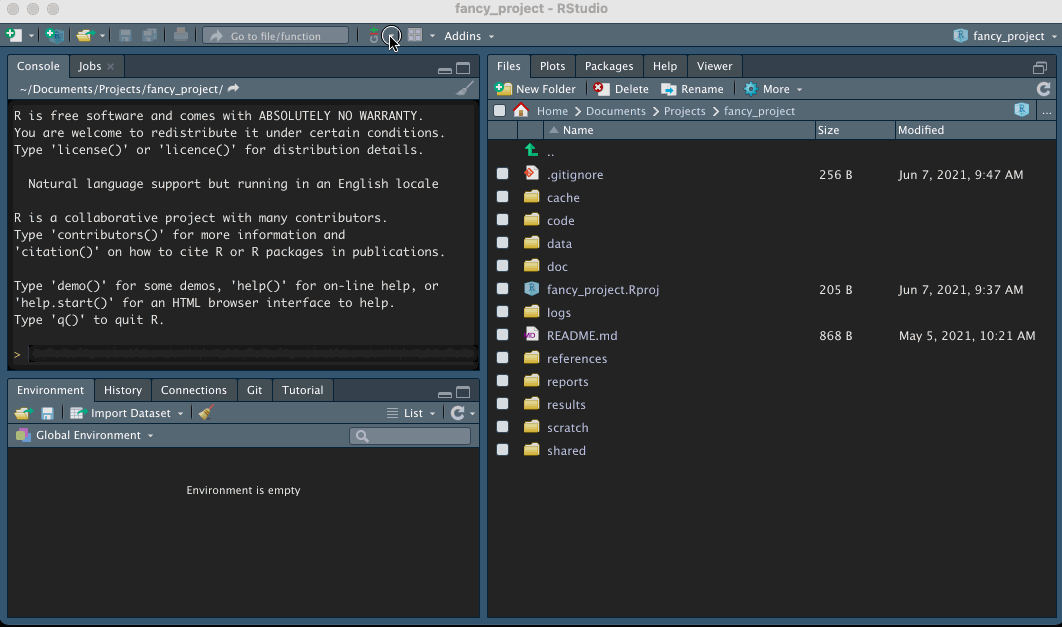 fancy_project - RStudio
Go to file/function
Addins
fancy_project
Console Jobs
~/Documents/Projects/fancy_project/
R is free software and comes with ABSOLUTELY NO WARRANTY.
You are welcome to redistribute it under certain conditions.
Type 'license()' or 'licence()' for distribution details.
Natural language support but running in an English locale
R is a collaborative project with many contributors.
Type 'contributors()' for more information and
'citation()' on how to cite R or R packages in publications.
Type 'demo()' for some demos, 'help()' for on-line help, or
'help.start()' for an HTML browser interface to help.
Type 'q()' to quit R.
>
Environment History Connections Git Tutorial
Import Dataset List
Global Environment
Environment is empty
Files Plots Packages Help Viewer
New Folder Delete Rename More
Home Documents Projects fancy_project ...
Name Size Modified
..
.gitignore 256 B Jun 7, 2021, 9:47 AM
cache
code
data
doc
fancy_project.Rproj 205 B Jun 7, 2021, 9:37 AM
logs
README.md 868 B May 5, 2021, 10:21 AM
references
reports
results
scratch
shared